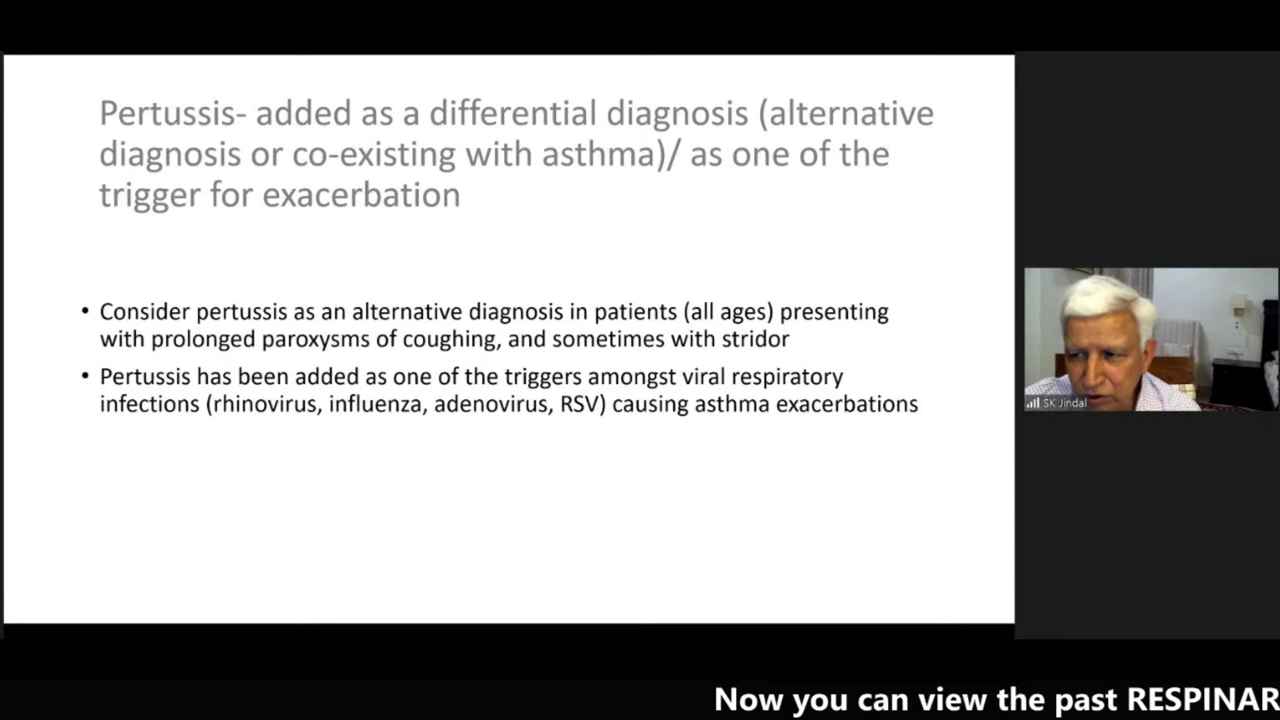 Pertussis- added as a differential diagnosis (alternative
diagnosis or co-existing with asthma)/ as one of the
trigger for exacerbation
• Consider pertussis as an alternative diagnosis in patients (all ages) presenting
with prolonged paroxysms of coughing, and sometimes with stridor
• Pertussis has been added as one of the triggers amongst viral respiratory
infections (rhinovirus, influenza, adenovirus, RSV) causing asthma exacerbations
SK Jindal
Now you can view the past RESPINAR